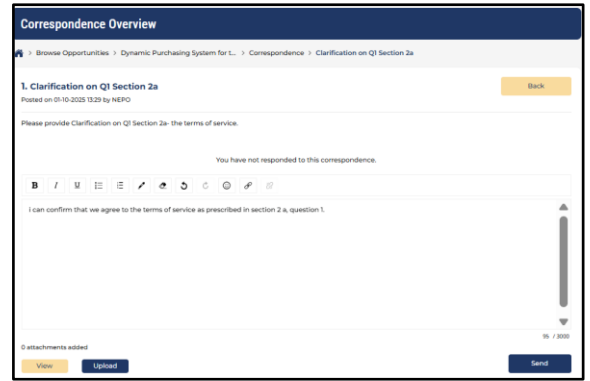 Correspondence Overview
> Browse Opportunities > Dynamic Purchasing System for t... > Correspondence > Clarification on Q1 Section 2a
1. Clarification on Q1 Section 2a
Back
Posted on 01-10-2025 13:29 by NEPO
Please provide Clarification on Q1 Section 2a- the terms of service.
You have not responded to this correspondence.
B I U
i can confirm that we agree to the terms of service as prescribed in section 2 a, question 1.
95 / 3000
0 attachments added
View Upload Send